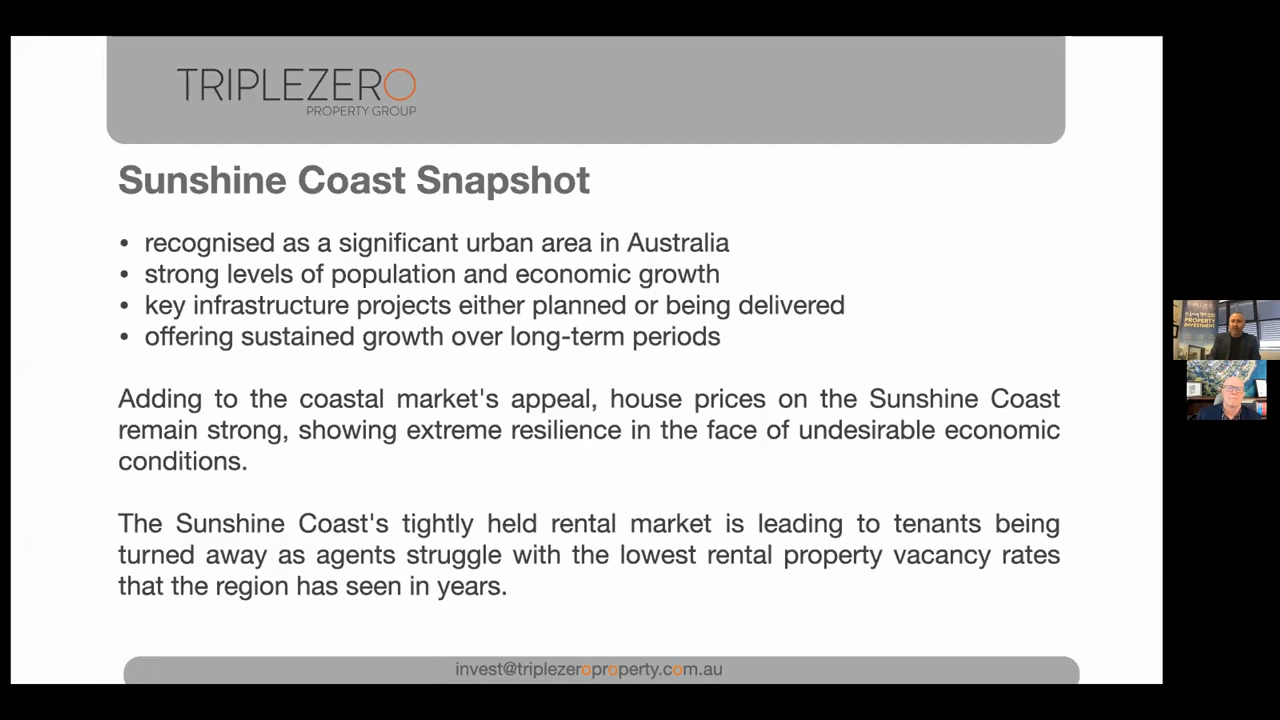 TRIPLEZERO
PROPERTY GROUP
Sunshine Coast Snapshot
• recognised as a significant urban area in Australia
• strong levels of population and economic growth
• key infrastructure projects either planned or being delivered
• offering sustained growth over long-term periods
Adding to the coastal market's appeal, house prices on the Sunshine Coast
remain strong, showing extreme resilience in the face of undesirable economic
conditions.
The Sunshine Coast's tightly held rental market is leading to tenants being
turned away as agents struggle with the lowest rental property vacancy rates
that the region has seen in years.
invest@triplezeroproperty.com.au
PROPERTY
INVESTMENT